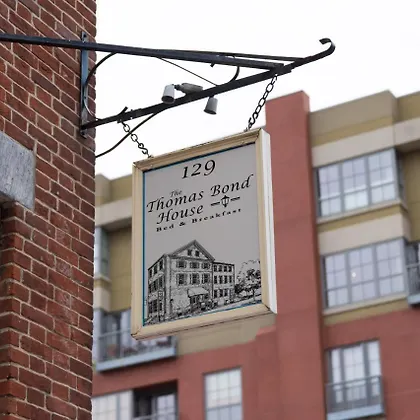 129
The
Thomas Bond
House
Bed & Breakfast